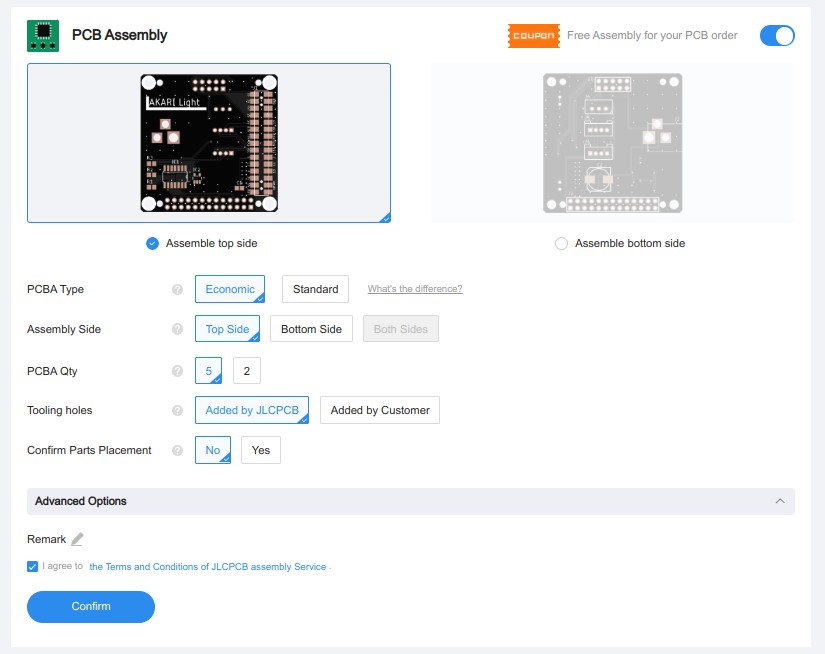 PCB Assembly
COUPON Free Assembly for your PCB order
AKARI Light
Assemble top side
Assemble bottom side
PCBA Type ? Economic Standard What's the difference?
Assembly Side ? Top Side Bottom Side Both Sides
PCBA Qty ? 5 2
Tooling holes ? Added by JLCPCB Added by Customer
Confirm Parts Placement ? No Yes
Advanced Options
Remark
I agree to the Terms and Conditions of JLCPCB assembly Service .
Confirm